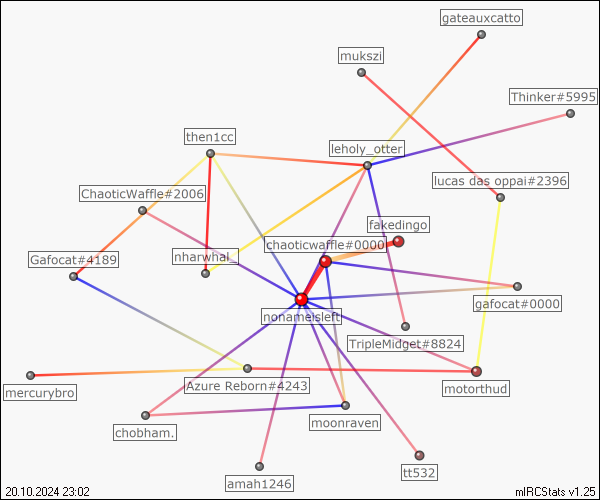 gateauxcatto
mukszi
Thinker#5995
then1cc
leholy_otter
lucas das oppai#2396
ChaoticWaffle#2006
fakedingo
chaoticwaffle#0000
nharwhal_
Gafocat#4189
gafocat#0000
nonameisleft
TripleMidget#8824
Azure Reborn#4243
motorthud
mercurybro
moonraven
chobham.
tt532
amah1246
20.10.2024 23:02
mIRCStats v1.25